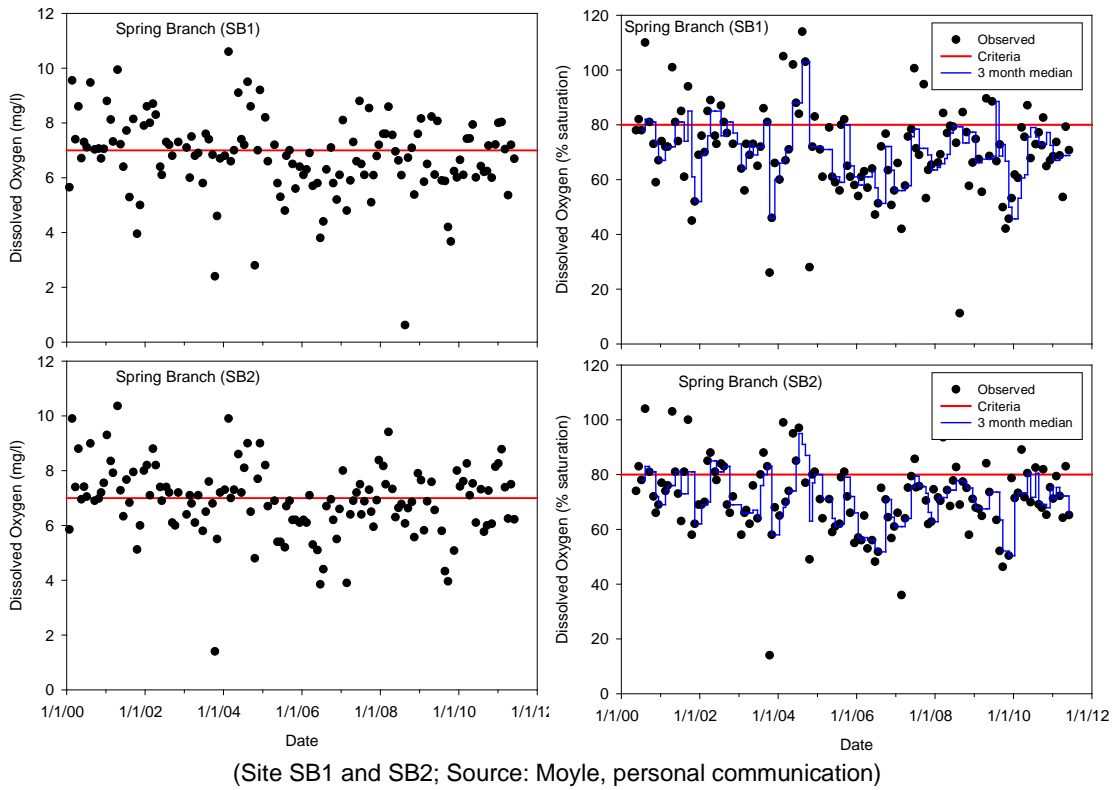 Spring Branch (SB1)
Dissolved Oxygen (mg/l)
12
10
8
6
4
2
0
Spring Branch (SB1)
Observed
Criteria
3 month median
Dissolved Oxygen (% saturation)
120
100
80
60
40
20
0
Spring Branch (SB2)
Dissolved Oxygen (mg/l)
12
10
8
6
4
2
0
1/1/00 1/1/02 1/1/04 1/1/06 1/1/08 1/1/10 1/1/12
Date
Spring Branch (SB2)
Observed
Criteria
3 month median
Dissolved Oxygen (% saturation)
120
100
80
60
40
20
0
1/1/00 1/1/02 1/1/04 1/1/06 1/1/08 1/1/10 1/1/12
Date
(Site SB1 and SB2; Source: Moyle, personal communication)